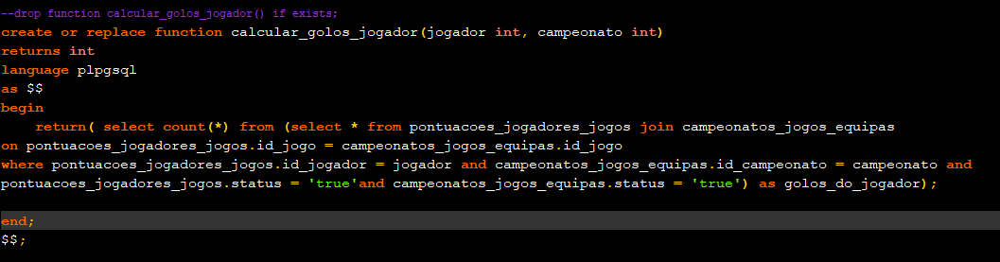 --drop function calcular_golos_jogador() if exists;
create or replace function calcular_golos_jogador(jogador int, campeonato int)
returns int
language plpgsql
as $$
begin
    return( select count(*) from (select * from pontuacoes_jogadores_jogos join campeonatos_jogos_equipas
on pontuacoes_jogadores_jogos.id_jogo = campeonatos_jogos_equipas.id_jogo
where pontuacoes_jogadores_jogos.id_jogador = jogador and campeonatos_jogos_equipas.id_campeonato = campeonato and
pontuacoes_jogadores_jogos.status = 'true'and campeonatos_jogos_equipas.status = 'true') as golos_do_jogador);
end;
$$;